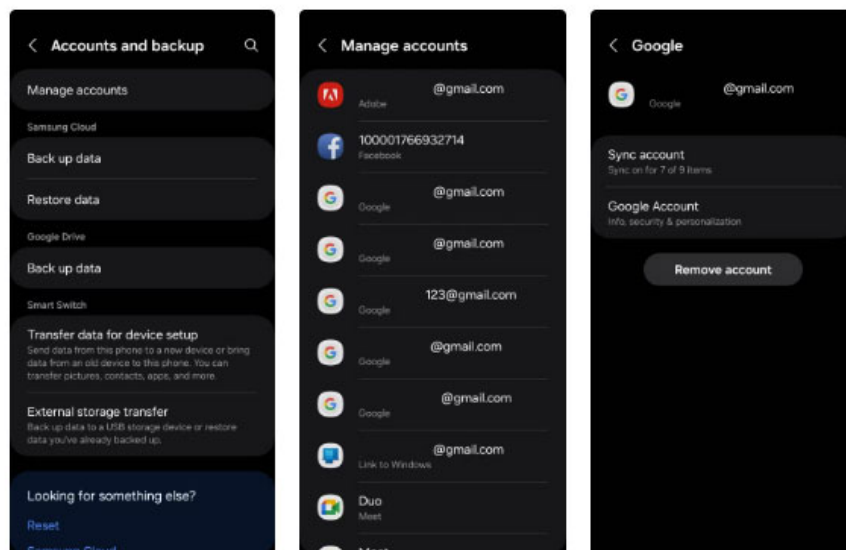 Accounts and backup
Manage accounts
Samsung Cloud
Back up data
Restore data
Google Drive
Back up data
Smart Switch
Transfer data for device setup
Send data from this phone to a new device or bring
data from an old device to this phone. You can
transfer pictures, contacts, apps, and more.
External storage transfer
Back up data to a USB storage device or restore
data you've already backed up.
Looking for something else?
Reset
Samsung Cloud
Manage accounts
@gmail.com
Adobe
100001766932714
Facebook
@gmail.com
Google
@gmail.com
Google
123@gmail.com
Google
@gmail.com
Google
@gmail.com
Google
@gmail.com
Link to Windows
Duo
Meet
Meet
Google
@gmail.com
Google
Sync account
Sync on for 7 of 9 items
Google Account
Info, security & personalization
Remove account